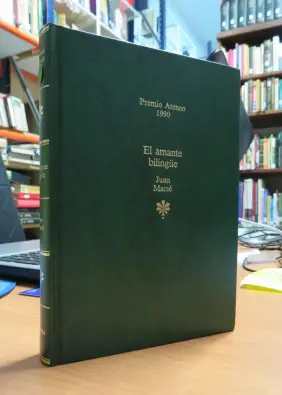 Premio Ateneo
1990
El amante
bilingüe
Juan
Marsé